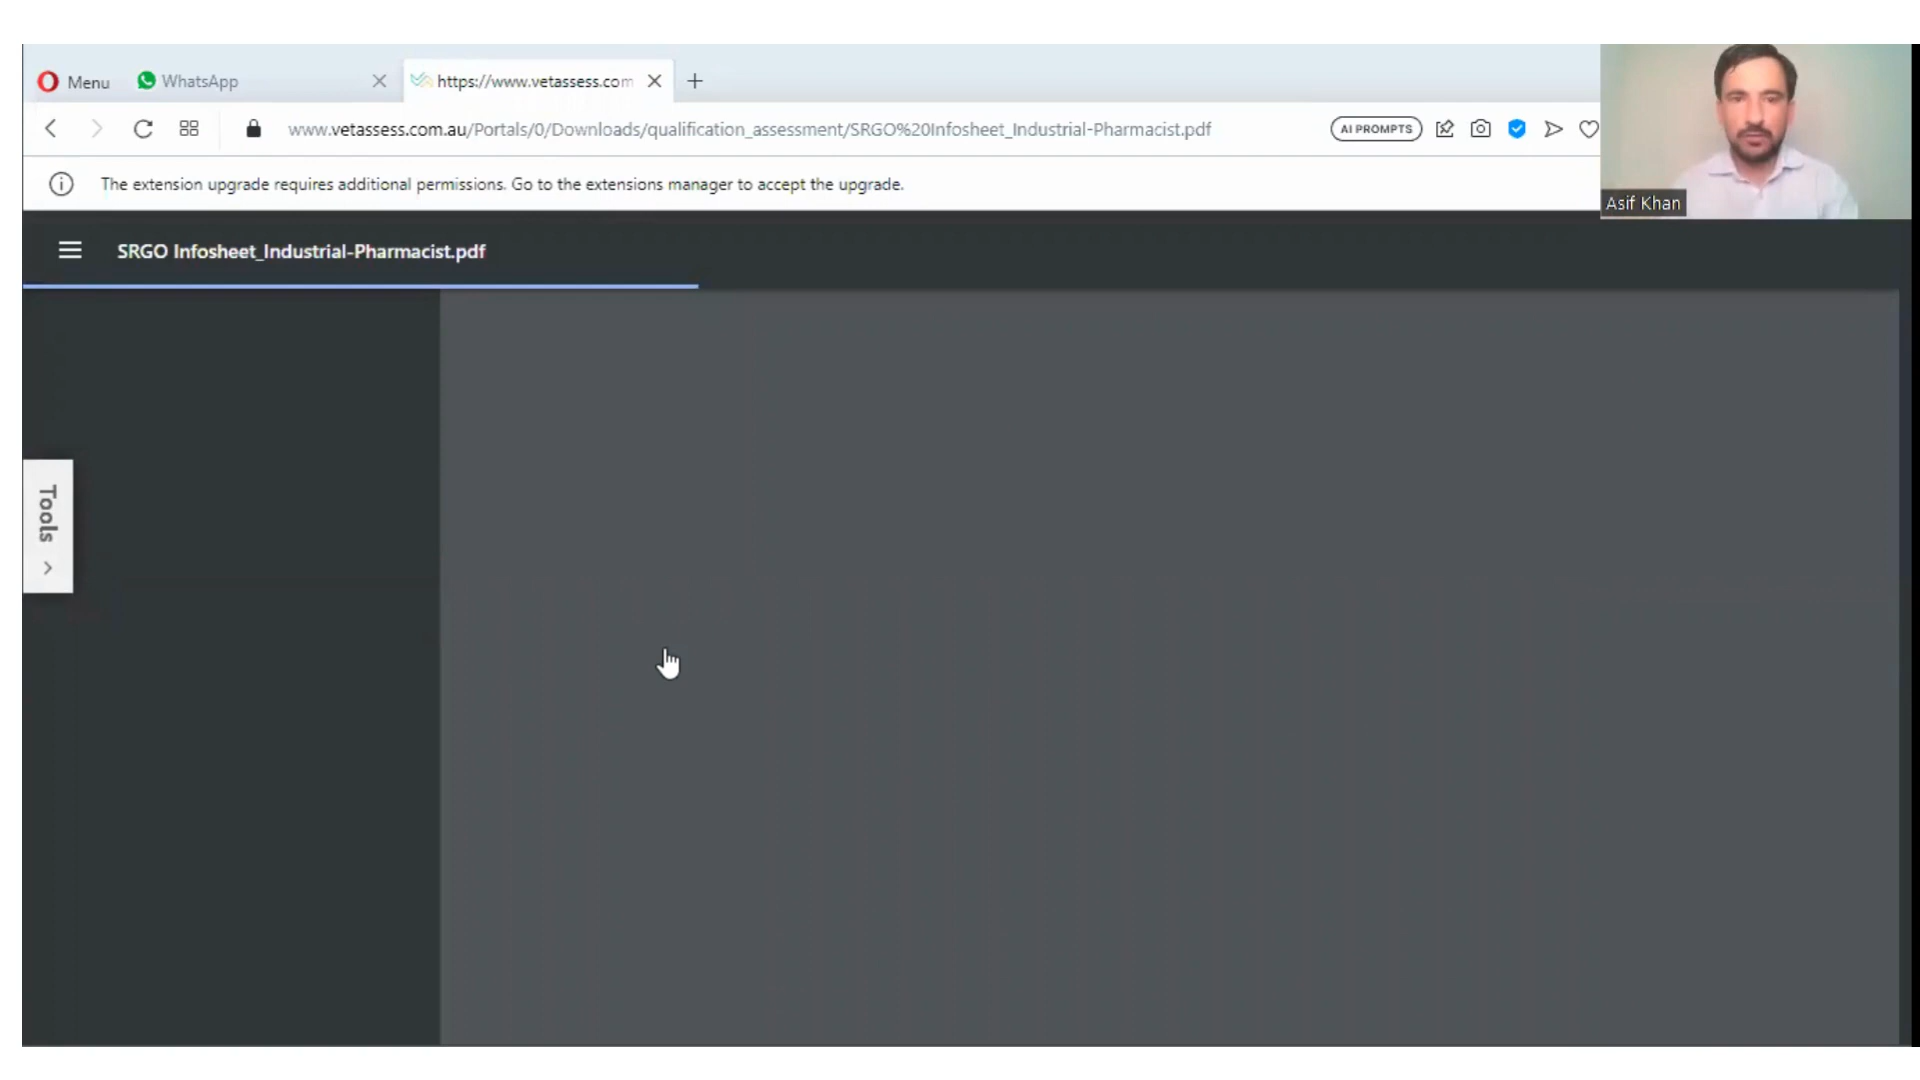 Menu
WhatsApp
https://www.vetassess.com
www.vetassess.com.au/Portals/0/Downloads/qualification_assessment/SRGO%20Infosheet_Industrial-Pharmacist.pdf
AI PROMPTS
The extension upgrade requires additional permissions. Go to the extensions manager to accept the upgrade.
Asif Khan
SRGO Infosheet_Industrial-Pharmacist.pdf
Tools